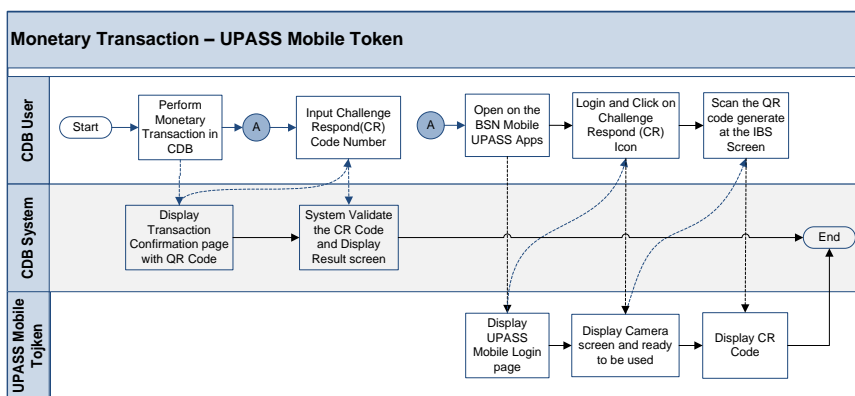 Monetary Transaction – UPASS Mobile Token
CDB User
Start
Perform
Monetary
Transaction in
CDB
A
Input Challenge
Respond(CR)
Code Number
A
Open on the
BSN Mobile
UPASS Apps
Login and Click on
Challenge
Respond (CR)
Icon
Scan the QR
code generate
at the IBS
Screen
CDB System
Display
Transaction
Confirmation page
with QR Code
System Validate
the CR Code
and Display
Result screen
End
UPASS Mobile
Tojken
Display
UPASS
Mobile Login
page
Display Camera
screen and ready
to be used
Display CR
Code